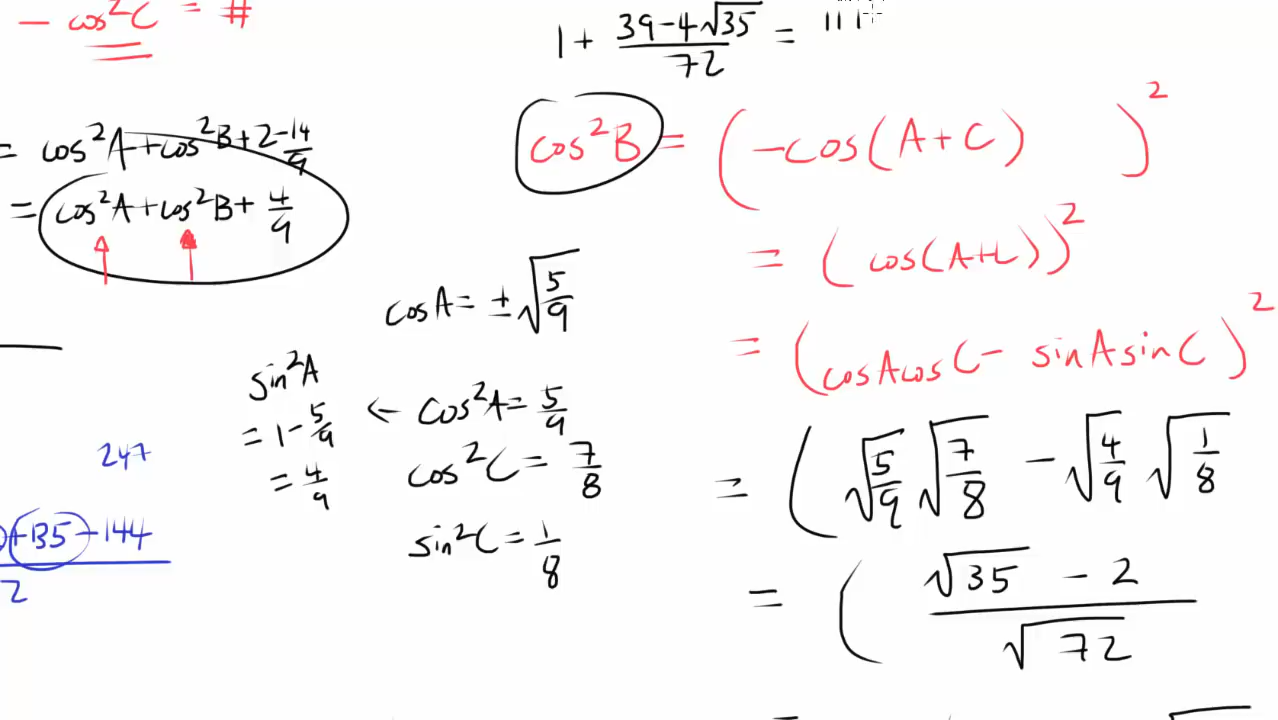 - cos²C = #
1 + (39-4√35)/72 = 111
= cos²A + cos²B + 2 - 14/9
= cos²A + cos²B + 4/9
cos²B = (-cos(A+C) )²
= (cos(A+C))²
= (cosAcosC - sinAsinC)²
cosA = ±√(5/9)
sin²A
= 1 - 5/9
= 4/9
← cos²A = 5/9
cos²C = 7/8
sin²C = 1/8
= ( √(5/9) √(7/8) - √(4/9) √(1/8)
= ( (√35 - 2)/√72
247
+135-144
2